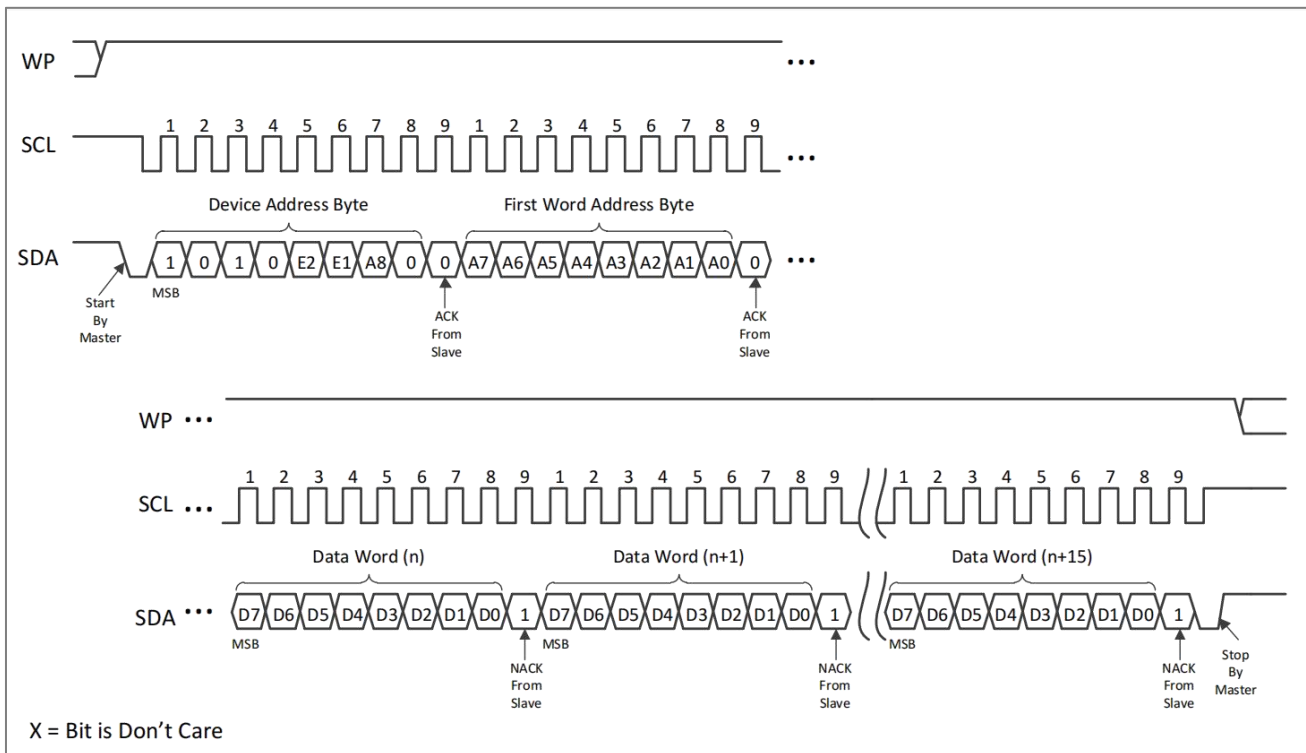 WP ...
SCL 1 2 3 4 5 6 7 8 9 1 2 3 4 5 6 7 8 9 ...
Device Address Byte First Word Address Byte
SDA 1 0 1 0 E2 E1 A8 0 0 A7 A6 A5 A4 A3 A2 A1 A0 0 ...
MSB
Start
By
Master
ACK
From
Slave
ACK
From
Slave
WP ...
SCL ... 1 2 3 4 5 6 7 8 9 1 2 3 4 5 6 7 8 9 1 2 3 4 5 6 7 8 9
Data Word (n) Data Word (n+1) Data Word (n+15)
SDA ... D7 D6 D5 D4 D3 D2 D1 D0 1 D7 D6 D5 D4 D3 D2 D1 D0 1 D7 D6 D5 D4 D3 D2 D1 D0 1
MSB MSB MSB
NACK
From
Slave
NACK
From
Slave
NACK
From
Slave
Stop
By
Master
X = Bit is Don't Care